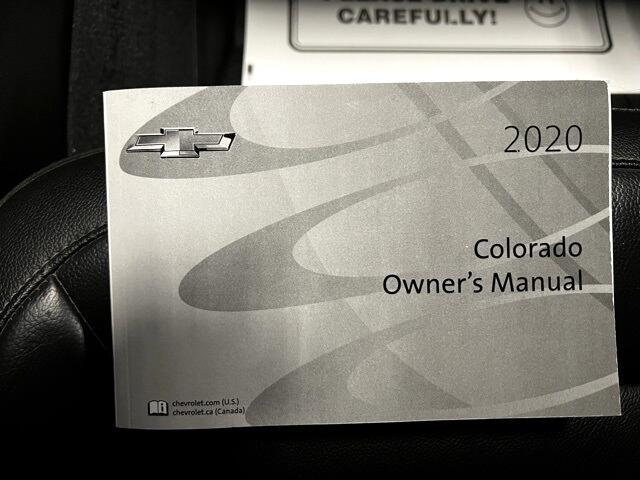 CAREFULLY!
2020
Colorado
Owner's Manual
chevrolet.com (U.S.)
chevrolet.ca (Canada)